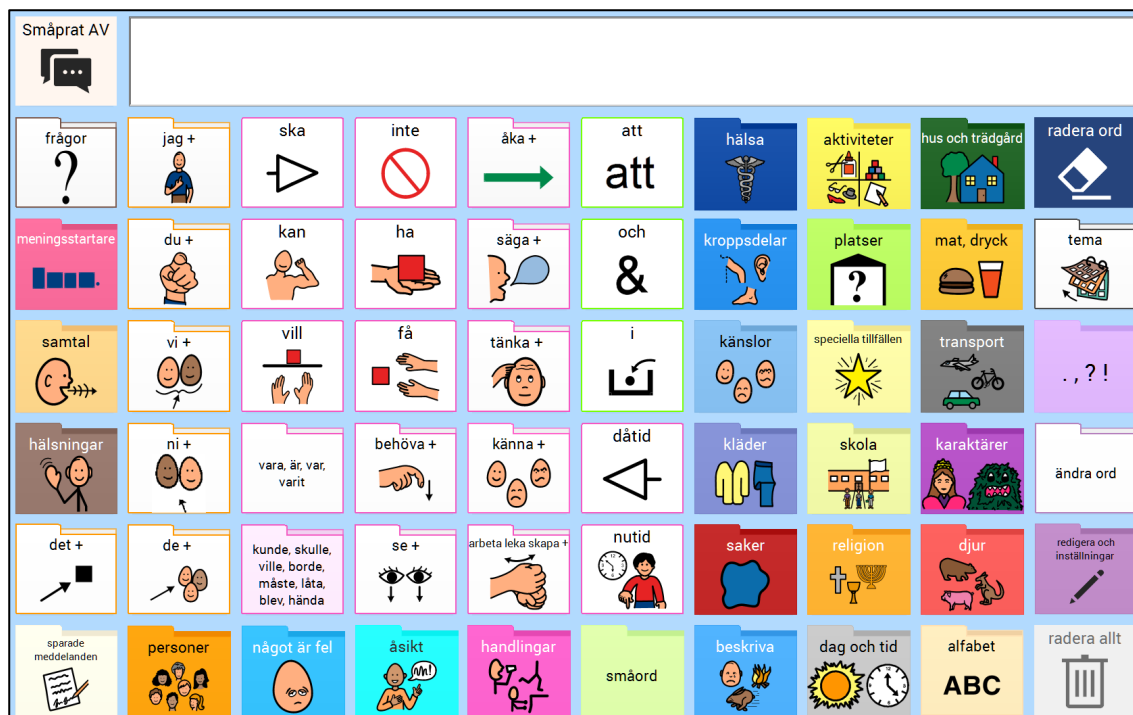 Småprat AV
frågor
?
jag +
ska
inte
åka +
att
att
hälsa
aktiviteter
hus och trädgård
radera ord
meningsstartare
du +
kan
ha
säga +
och
&
kroppsdelar
platser
?
mat, dryck
tema
samtal
vi +
vill
få
tänka +
i
känslor
speciella tillfällen
transport
. , ? !
hälsningar
ni +
vara, är, var,
varit
behöva +
känna +
dåtid
kläder
skola
karaktärer
ändra ord
det +
de +
kunde, skulle,
ville, borde,
måste, låta,
blev, hända
se +
arbeta leka skapa +
nutid
saker
religion
djur
redigera och
inställningar
sparade
meddelanden
personer
något är fel
åsikt
m!
handlingar
småord
beskriva
dag och tid
alfabet
ABC
radera allt